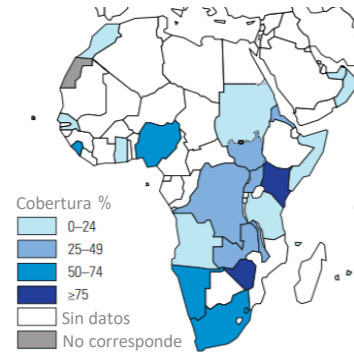 Cobertura %
0–24
25–49
50–74
≥75
Sin datos
No corresponde